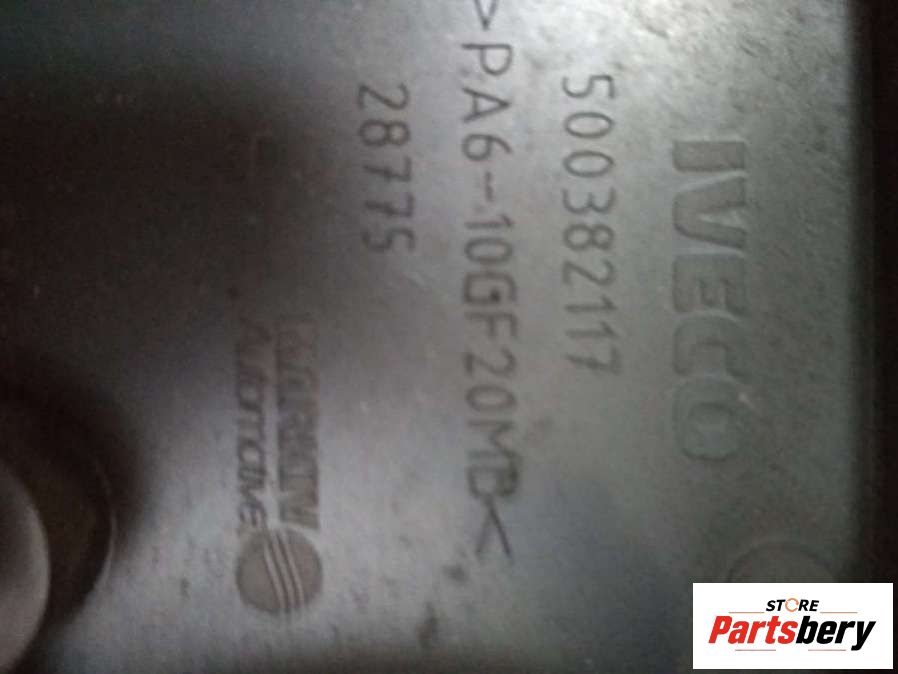 IVECO
500382117
>PA6-10GF20MB<
28775
Automotive
STORE
Partsbery